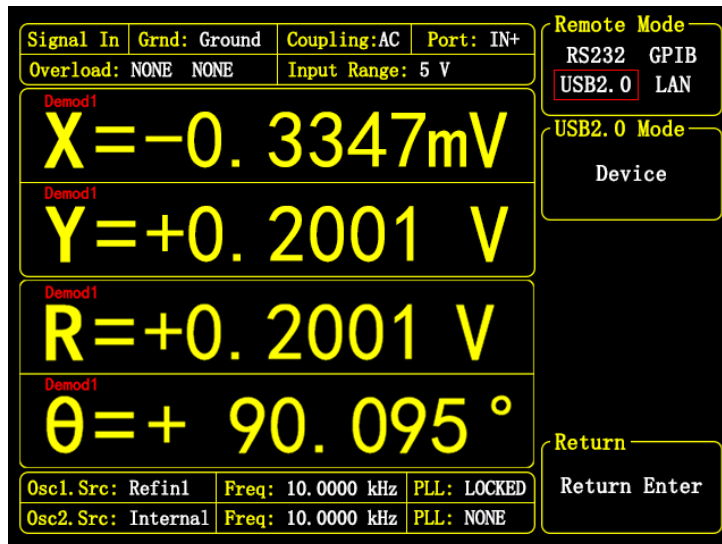 Signal In Grnd: Ground Coupling:AC Port: IN+
Overload: NONE NONE Input Range: 5 V
Demod1
X=-0.3347mV
Demod1
Y=+0.2001 V
Demod1
R=+0.2001 V
Demod1
θ=+ 90.095°
Osc1.Src: Refin1 Freq: 10.0000 kHz PLL: LOCKED
Osc2.Src: Internal Freq: 10.0000 kHz PLL: NONE
Remote Mode
RS232 GPIB
USB2.0 LAN
USB2.0 Mode
Device
Return
Return Enter